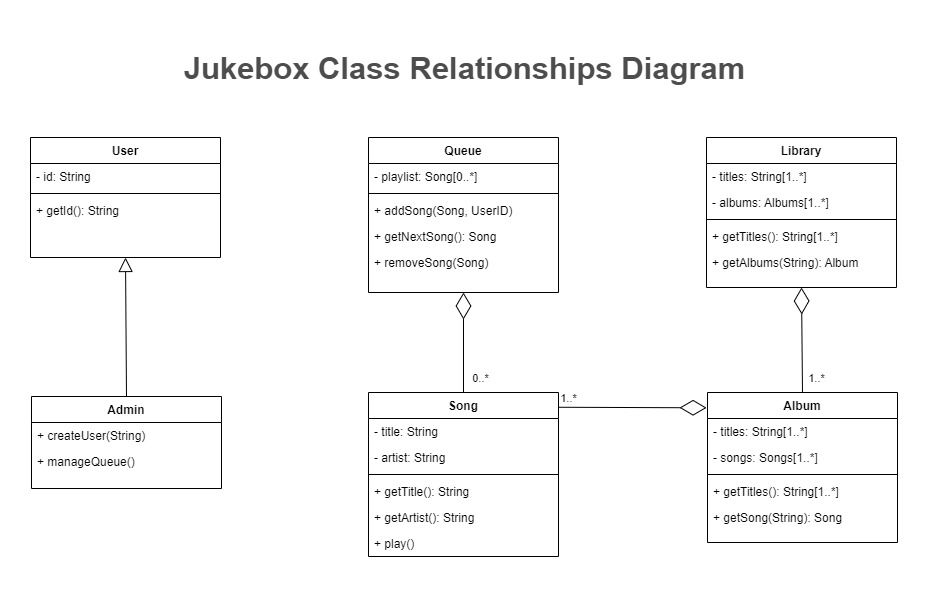 Jukebox Class Relationships Diagram
User
- id: String
+ getId(): String
Queue
- playlist: Song[0..*]
+ addSong(Song, UserID)
+ getNextSong(): Song
+ removeSong(Song)
Library
- titles: String[1..*]
- albums: Albums[1..*]
+ getTitles(): String[1..*]
+ getAlbums(String): Album
0..*
1..*
1..*
Admin
+ createUser(String)
+ manageQueue()
Song
- title: String
- artist: String
+ getTitle(): String
+ getArtist(): String
+ play()
Album
- titles: String[1..*]
- songs: Songs[1..*]
+ getTitles(): String[1..*]
+ getSong(String): Song